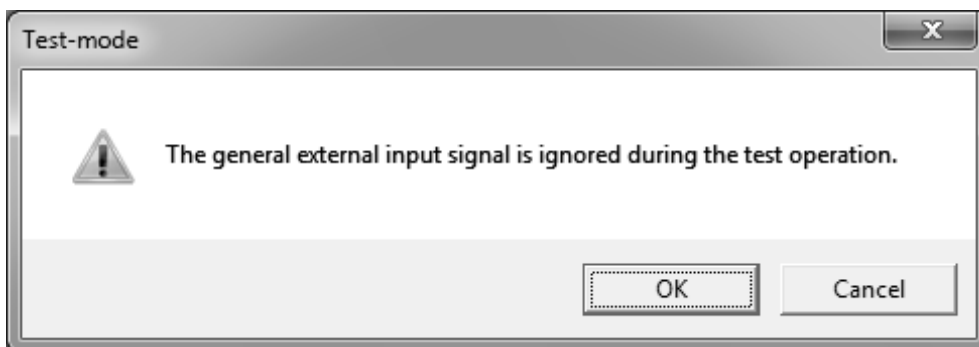 Test-mode
The general external input signal is ignored during the test operation.
OK
Cancel